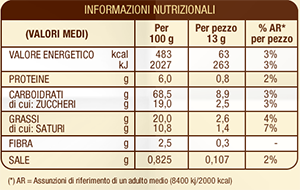 INFORMAZIONI NUTRIZIONALI
(VALORI MEDI) Per 100 g Per pezzo 13 g % AR* per pezzo
VALORE ENERGETICO kcal 483 63 3%
kJ 2027 263 3%
PROTEINE g 6,0 0,8 2%
CARBOIDRATI g 68,5 8,9 3%
di cui: ZUCCHERI g 19,0 2,5 3%
GRASSI g 20,0 2,6 4%
di cui: SATURI g 10,8 1,4 7%
FIBRA g 2,5 0,3 -
SALE g 0,825 0,107 2%
(*) AR = Assunzioni di riferimento di un adulto medio (8400 kj/2000 kcal)